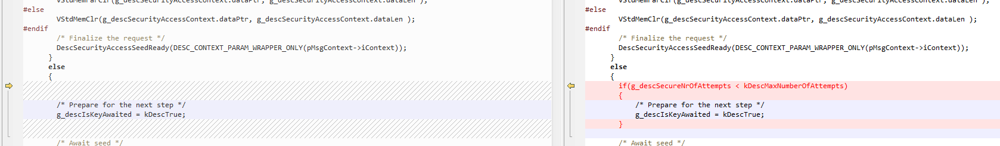 VStdMemFarClr(g_descSecurityAccessContext.dataPtr, g_descSecurityAccessContext.dataLen );
#else
VStdMemClr(g_descSecurityAccessContext.dataPtr, g_descSecurityAccessContext.dataLen );
#endif
/* Finalize the request */
DescSecurityAccessSeedReady(DESC_CONTEXT_PARAM_WRAPPER_ONLY(pMsgContext->iContext));
}
else
{
/* Prepare for the next step */
g_descIsKeyAwaited = kDescTrue;
/* Await seed */
VStdMemFarClr(g_descSecurityAccessContext.dataPtr, g_descSecurityAccessContext.dataLen );
#else
VStdMemClr(g_descSecurityAccessContext.dataPtr, g_descSecurityAccessContext.dataLen );
#endif
/* Finalize the request */
DescSecurityAccessSeedReady(DESC_CONTEXT_PARAM_WRAPPER_ONLY(pMsgContext->iContext));
}
else
{
if(g_descSecureNrOfAttempts < kDescMaxNumberOfAttempts)
{
/* Prepare for the next step */
g_descIsKeyAwaited = kDescTrue;
}
/* Await seed */